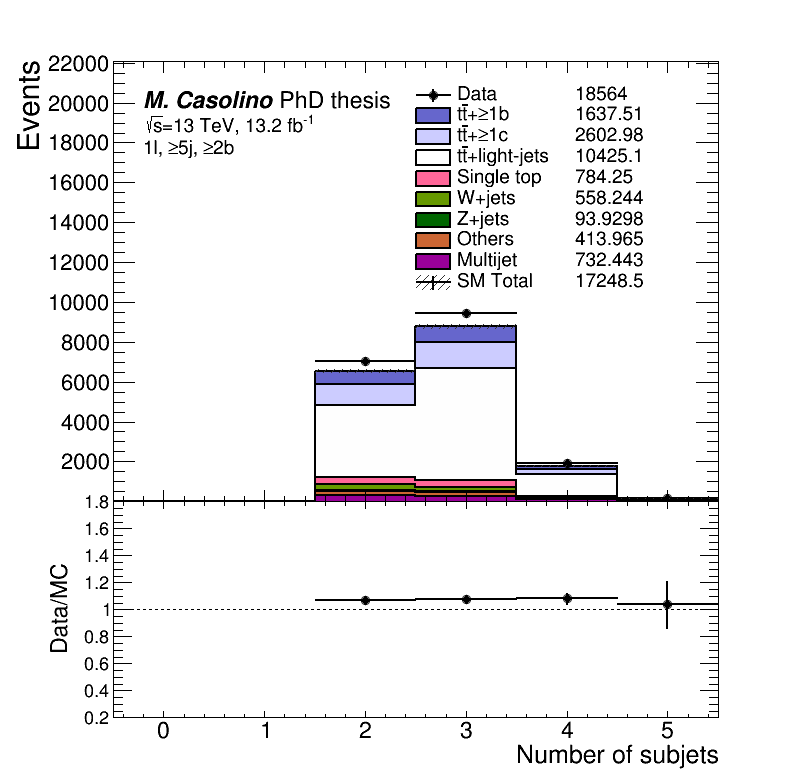 Events
22000
20000
18000
16000
14000
12000
10000
8000
6000
4000
2000
M. Casolino PhD thesis
√s=13 TeV, 13.2 fb⁻¹
1l, ≥5j, ≥2b
Data 18564
tt̄+≥1b 1637.51
tt̄+≥1c 2602.98
tt̄+light-jets 10425.1
Single top 784.25
W+jets 558.244
Z+jets 93.9298
Others 413.965
Multijet 732.443
SM Total 17248.5
Data/MC
1.8
1.6
1.4
1.2
1
0.8
0.6
0.4
0.2
0 1 2 3 4 5
Number of subjets